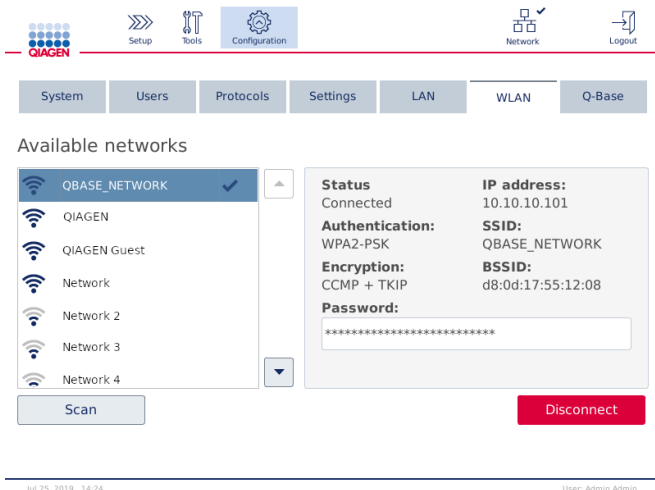 QIAGEN
Setup
Tools
Configuration
Network
Logout
System
Users
Protocols
Settings
LAN
WLAN
Q-Base
Available networks
QBASE_NETWORK
QIAGEN
QIAGEN Guest
Network
Network 2
Network 3
Network 4
Status
Connected
IP address:
10.10.10.101
Authentication:
WPA2-PSK
SSID:
QBASE_NETWORK
Encryption:
CCMP + TKIP
BSSID:
d8:0d:17:55:12:08
Password:
**************************
Scan
Disconnect
Jul 25, 2019 14:24
User: Admin Admin